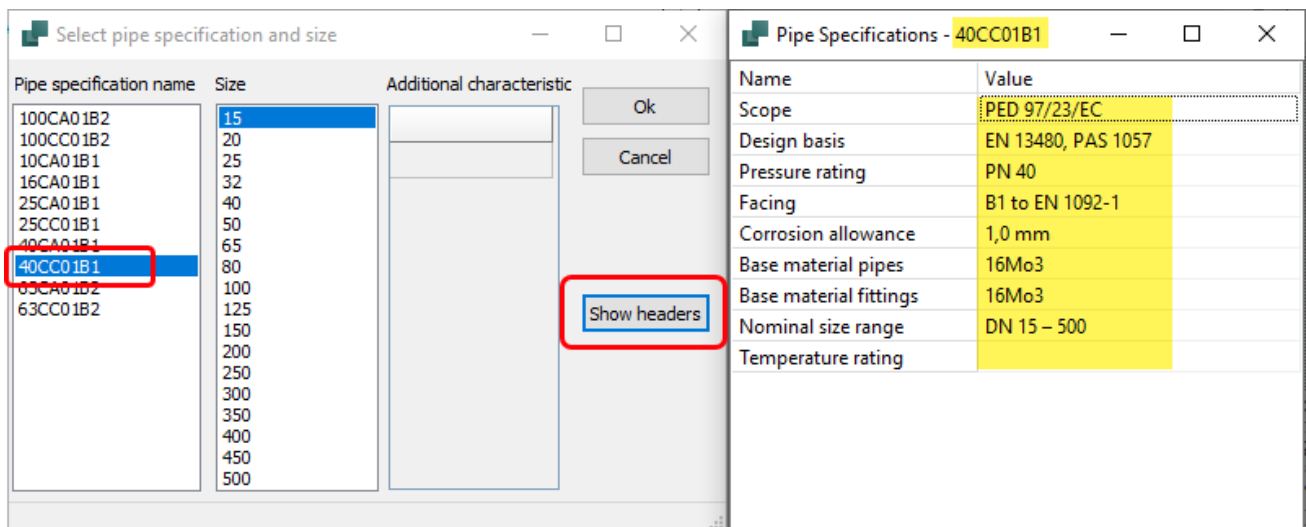 Select pipe specification and size
Pipe specification name
100CA01B2
100CC01B2
10CA01B1
16CA01B1
25CA01B1
25CC01B1
40CA01B1
40CC01B1
63CA01B2
63CC01B2
Size
15
20
25
32
40
50
65
80
100
125
150
200
250
300
350
400
450
500
Additional characteristic
Ok
Cancel
Show headers
Pipe Specifications - 40CC01B1
Name Value
Scope PED 97/23/EC
Design basis EN 13480, PAS 1057
Pressure rating PN 40
Facing B1 to EN 1092-1
Corrosion allowance 1,0 mm
Base material pipes 16Mo3
Base material fittings 16Mo3
Nominal size range DN 15 – 500
Temperature rating